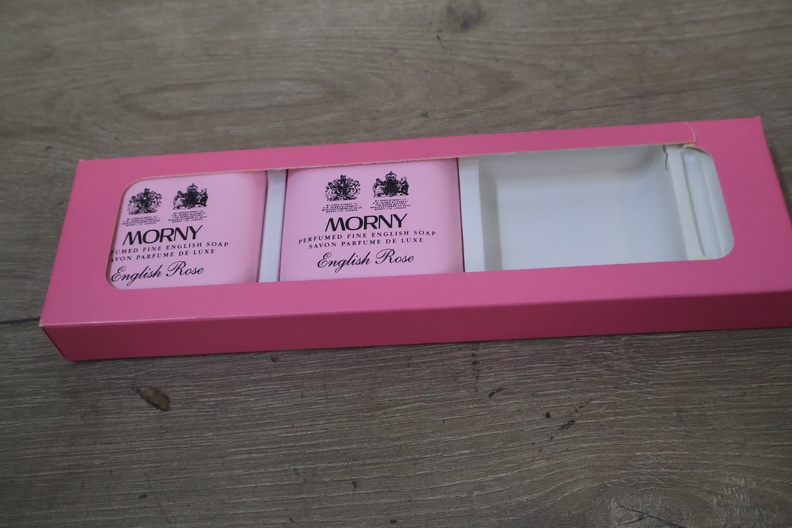 MORNY
UMED FINE ENGLISH SOAP
VON PARFUME DE LUXE
English Rose
MORNY
PERFUMED FINE ENGLISH SOAP
SAVON PARFUME DE LUXE
English Rose